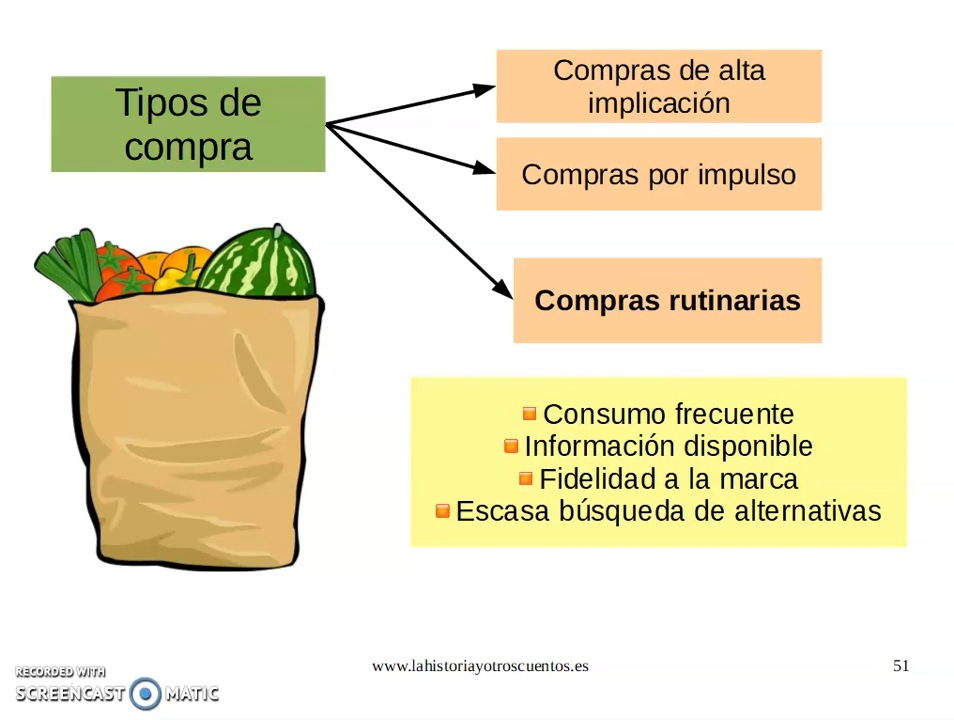 Tipos de
compra
Compras de alta
implicación
Compras por impulso
Compras rutinarias
Consumo frecuente
Información disponible
Fidelidad a la marca
Escasa búsqueda de alternativas
www.lahistoriayotroscuentos.es
51
RECORDED WITH
SCREENCAST MATIC